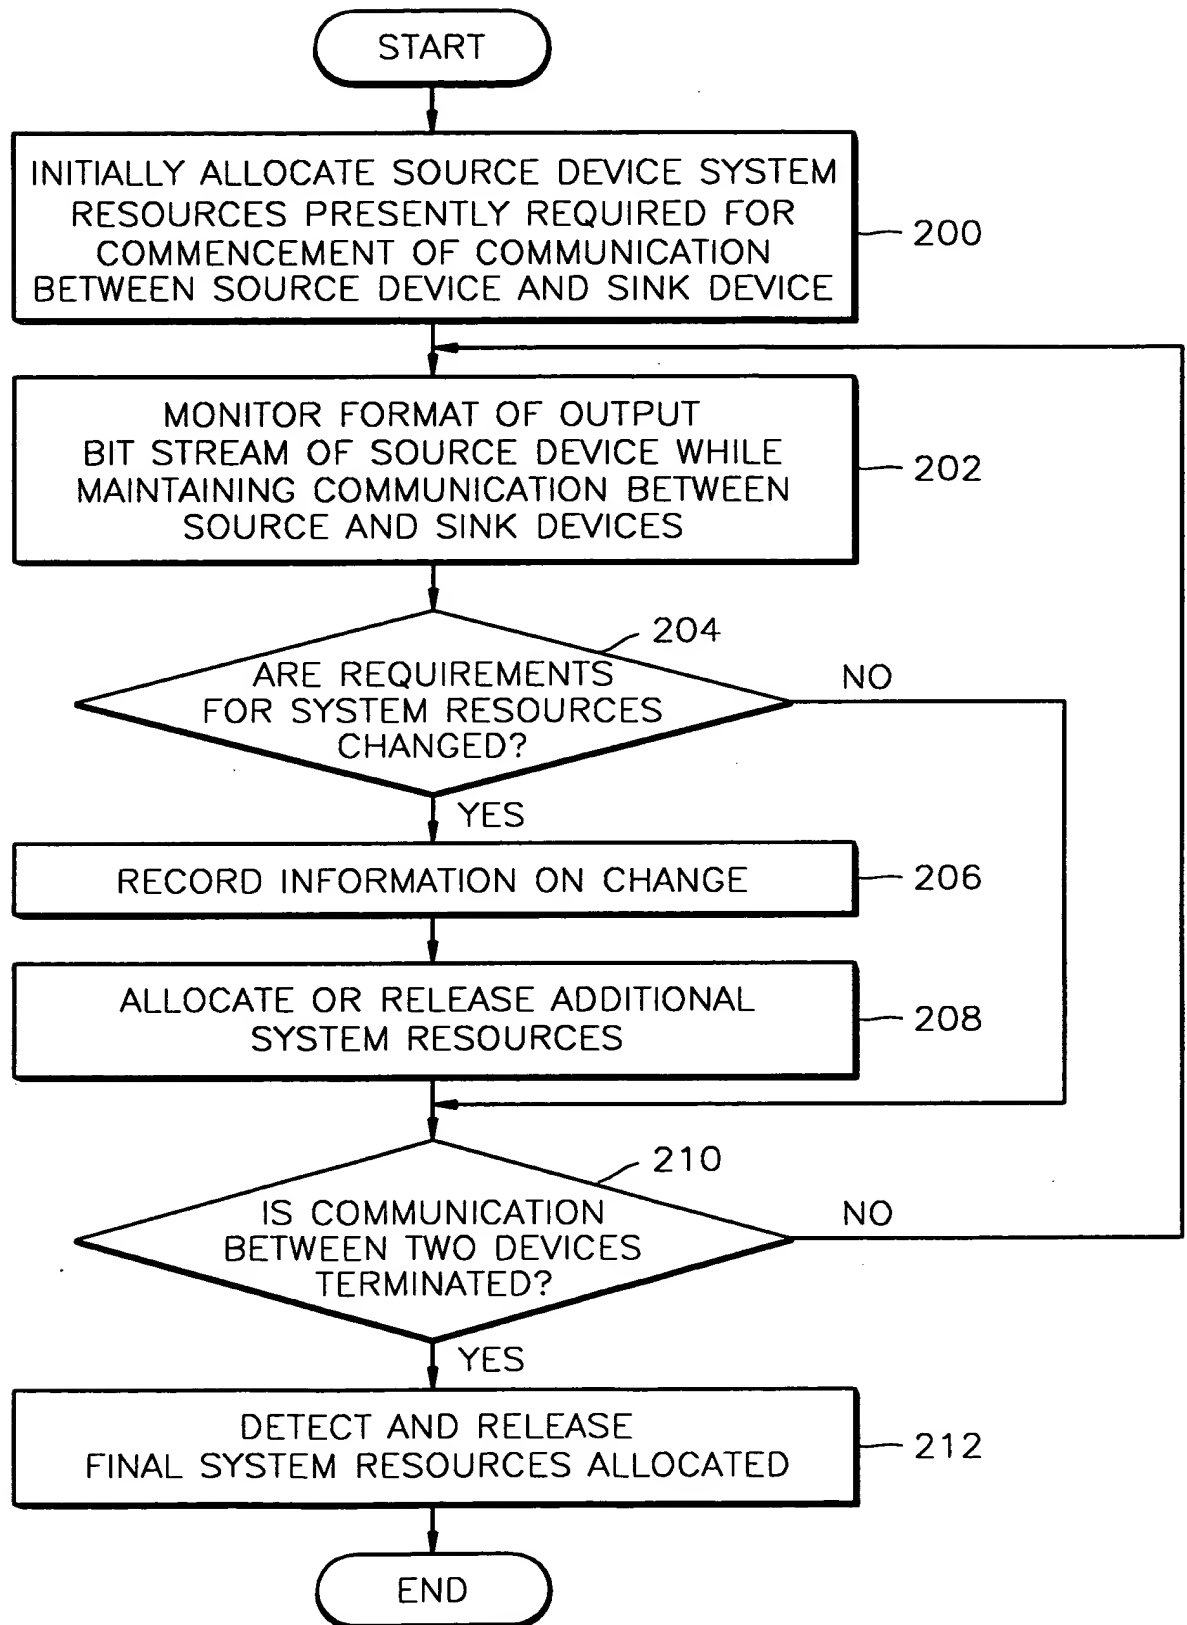 START
INITIALLY ALLOCATE SOURCE DEVICE SYSTEM
RESOURCES PRESENTLY REQUIRED FOR
COMMENCEMENT OF COMMUNICATION
BETWEEN SOURCE DEVICE AND SINK DEVICE
200
MONITOR FORMAT OF OUTPUT
BIT STREAM OF SOURCE DEVICE WHILE
MAINTAINING COMMUNICATION BETWEEN
SOURCE AND SINK DEVICES
202
204
ARE REQUIREMENTS
FOR SYSTEM RESOURCES
CHANGED?
NO
YES
RECORD INFORMATION ON CHANGE
206
ALLOCATE OR RELEASE ADDITIONAL
SYSTEM RESOURCES
208
210
IS COMMUNICATION
BETWEEN TWO DEVICES
TERMINATED?
NO
YES
DETECT AND RELEASE
FINAL SYSTEM RESOURCES ALLOCATED
212
END